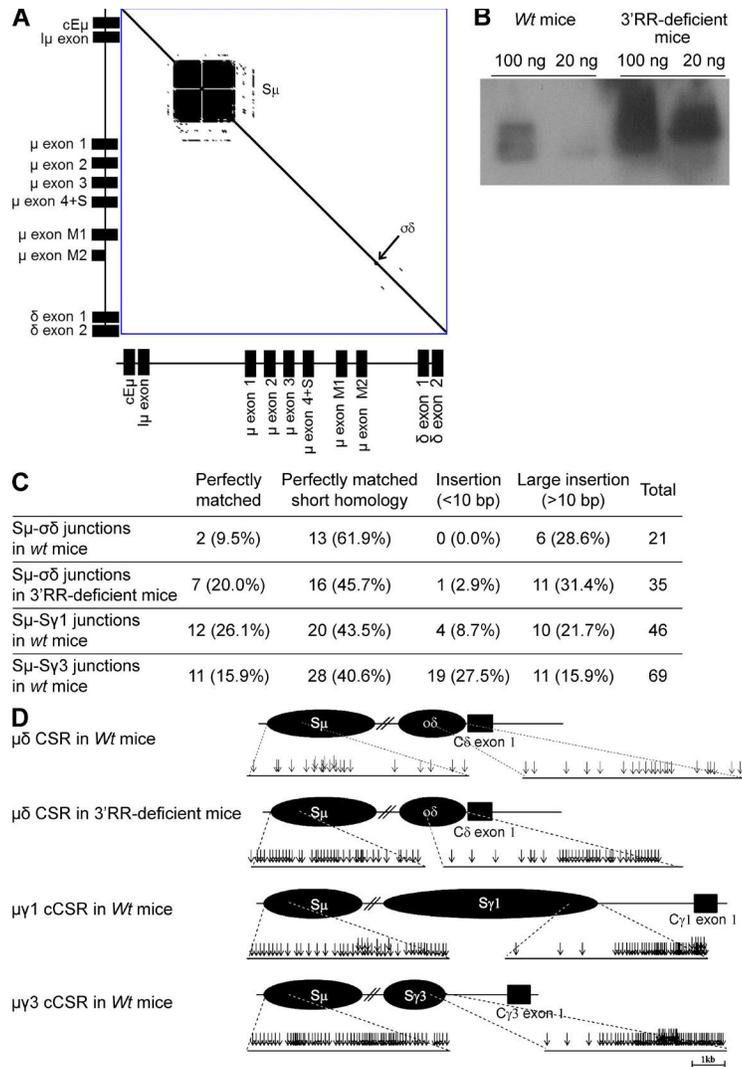 A
cEμ
Iμ exon
Sμ
μ exon 1
μ exon 2
μ exon 3
μ exon 4+S
μ exon M1
μ exon M2
σδ
δ exon 1
δ exon 2
cEμ
Iμ exon
μ exon 1
μ exon 2
μ exon 3
μ exon 4+S
μ exon M1
μ exon M2
δ exon 1
δ exon 2
B
Wt mice
3'RR-deficient
mice
100 ng 20 ng 100 ng 20 ng
C
Perfectly
matched
Perfectly matched
short homology
Insertion
(<10 bp)
Large insertion
(>10 bp)
Total
Sμ-σδ junctions
in wt mice
2 (9.5%) 13 (61.9%) 0 (0.0%) 6 (28.6%) 21
Sμ-σδ junctions
in 3'RR-deficient mice
7 (20.0%) 16 (45.7%) 1 (2.9%) 11 (31.4%) 35
Sμ-Sγ1 junctions
in wt mice
12 (26.1%) 20 (43.5%) 4 (8.7%) 10 (21.7%) 46
Sμ-Sγ3 junctions
in wt mice
11 (15.9%) 28 (40.6%) 19 (27.5%) 11 (15.9%) 69
D
μδ CSR in Wt mice
Sμ
σδ
Cδ exon 1
μδ CSR in 3'RR-deficient mice
Sμ
σδ
Cδ exon 1
μγ1 cCSR in Wt mice
Sμ
Sγ1
Cγ1 exon 1
μγ3 cCSR in Wt mice
Sμ
Sγ3
Cγ3 exon 1
1kb